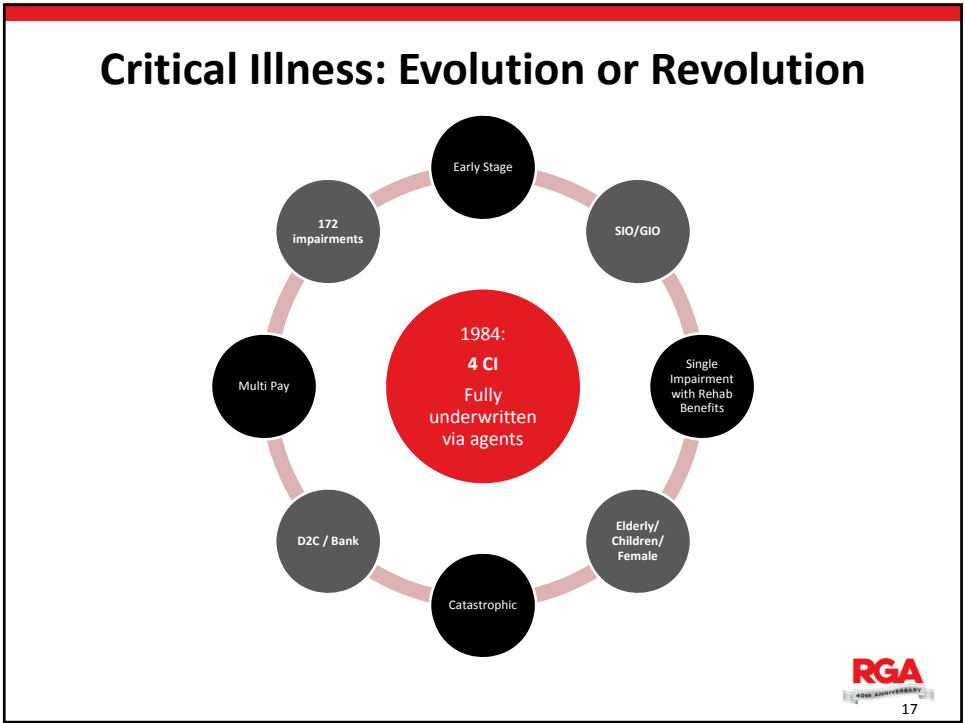 Critical Illness: Evolution or Revolution
Early Stage
172
impairments
SIO/GIO
1984:
4 CI
Fully
underwritten
via agents
Multi Pay
Single
Impairment
with Rehab
Benefits
D2C / Bank
Elderly/
Children/
Female
Catastrophic
RGA
40th ANNIVERSARY
17